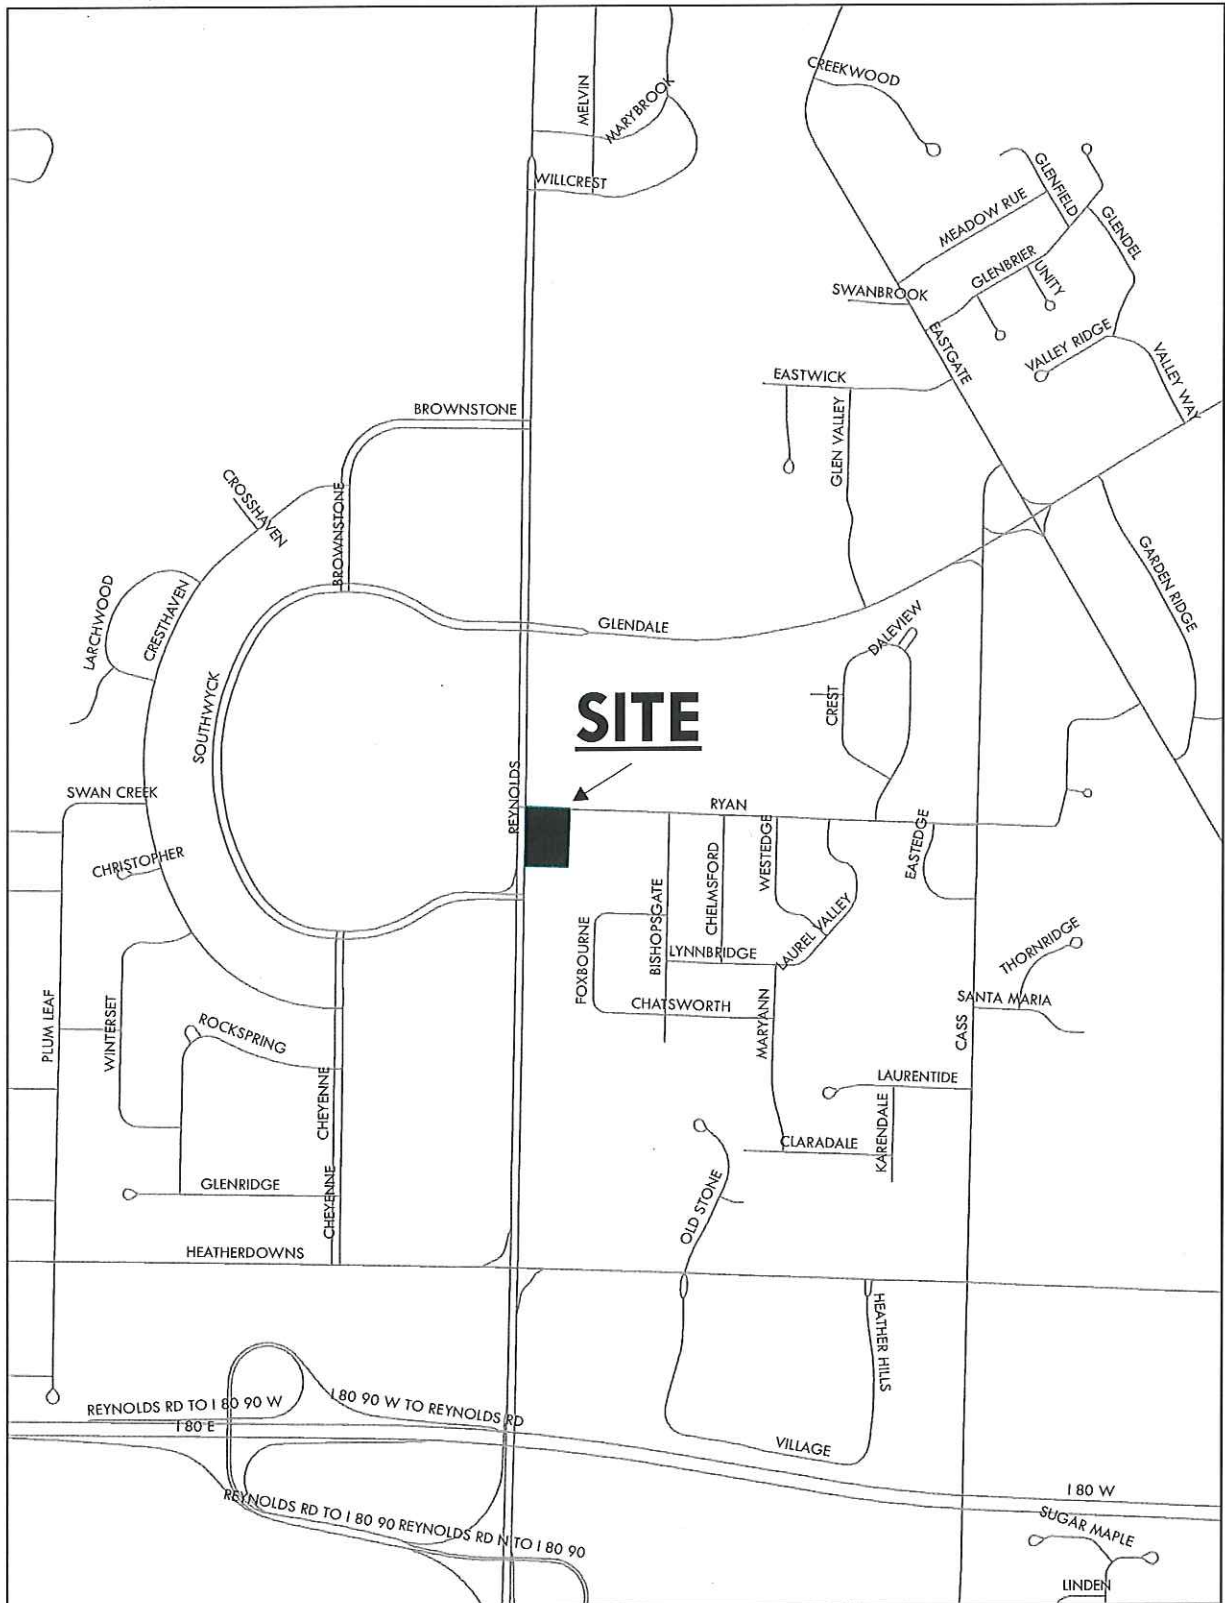 CREEKWOOD
MELVIN
MARYBROOK
WILLCREST
GLENFIELD
MEADOW RUE
GLENDEL
GLENBRIER
UNITY
SWANBROOK
EASTGATE
VALLEY RIDGE
VALLEY WAY
EASTWICK
GLEN VALLEY
BROWNSTONE
CROSSHAVEN
BROWNSTONE
GARDEN RIDGE
LARCHWOOD
CRESTHAVEN
GLENDALE
DALEVIEW
CREST
SOUTHWYCK
SITE
REYNOLDS
SWAN CREEK
RYAN
CHRISTOPHER
WESTEDGE
EASTEDGE
CHELMSFORD
BISHOPSGATE
FOXBOURNE
LAUREL VALLEY
LYNNBRIDGE
THORNRIDGE
CHATSWORTH
SANTA MARIA
MARYANN
CASS
PLUM LEAF
WINTERSET
ROCKSPRING
CHEYENNE
LAURENTIDE
KARENDALE
CLARADALE
GLENRIDGE
CHEYENNE
OLD STONE
HEATHERDOWNS
HEATHER HILLS
REYNOLDS RD TO I 80 90 W
I 80 90 W TO REYNOLDS RD
I 80 E
VILLAGE
I 80 W
REYNOLDS RD TO I 80 90
REYNOLDS RD N TO I 80 90
SUGAR MAPLE
LINDEN